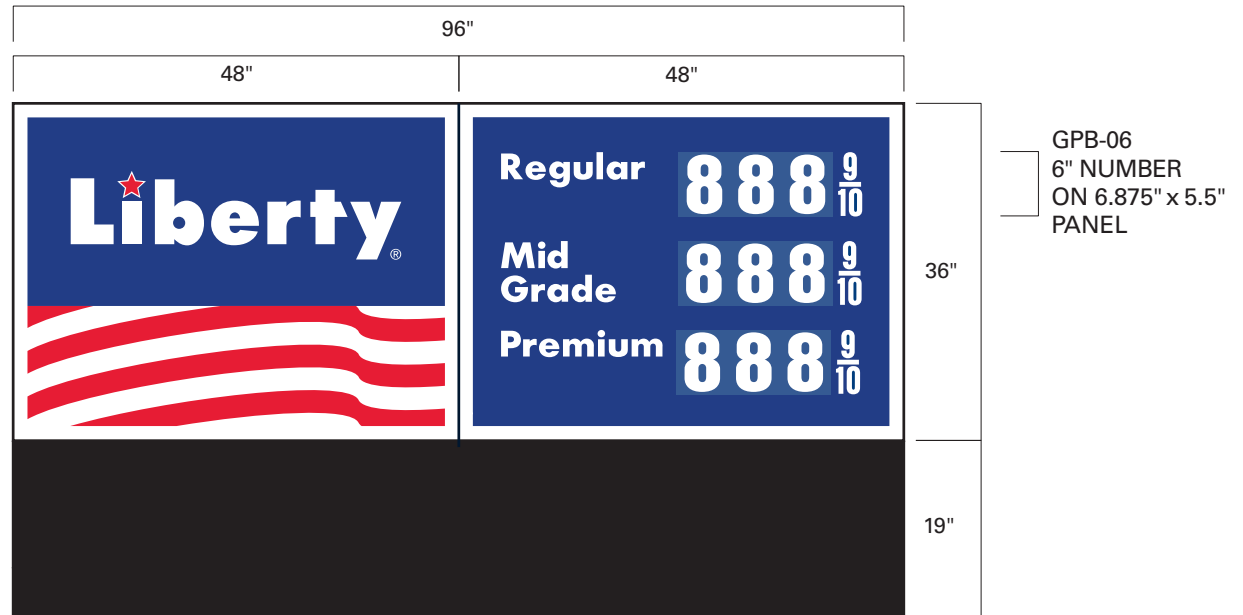 96"
48"
48"
Liberty®
Regular 888 9/10
Mid
Grade 888 9/10
Premium 888 9/10
GPB-06
6" NUMBER
ON 6.875" x 5.5"
PANEL
36"
19"